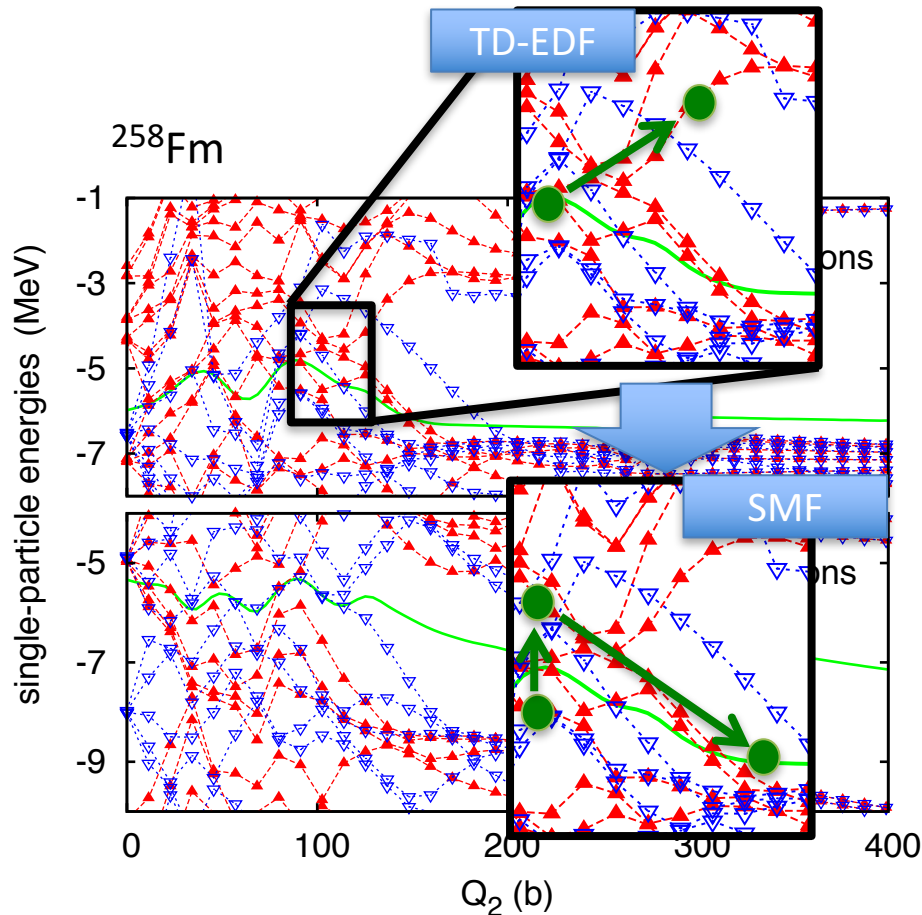 TD-EDF
²⁵⁸Fm
-1
-3
-5
-7
ons
SMF
-5
-7
-9
ons
single-particle energies (MeV)
0
100
200
300
400
Q₂ (b)